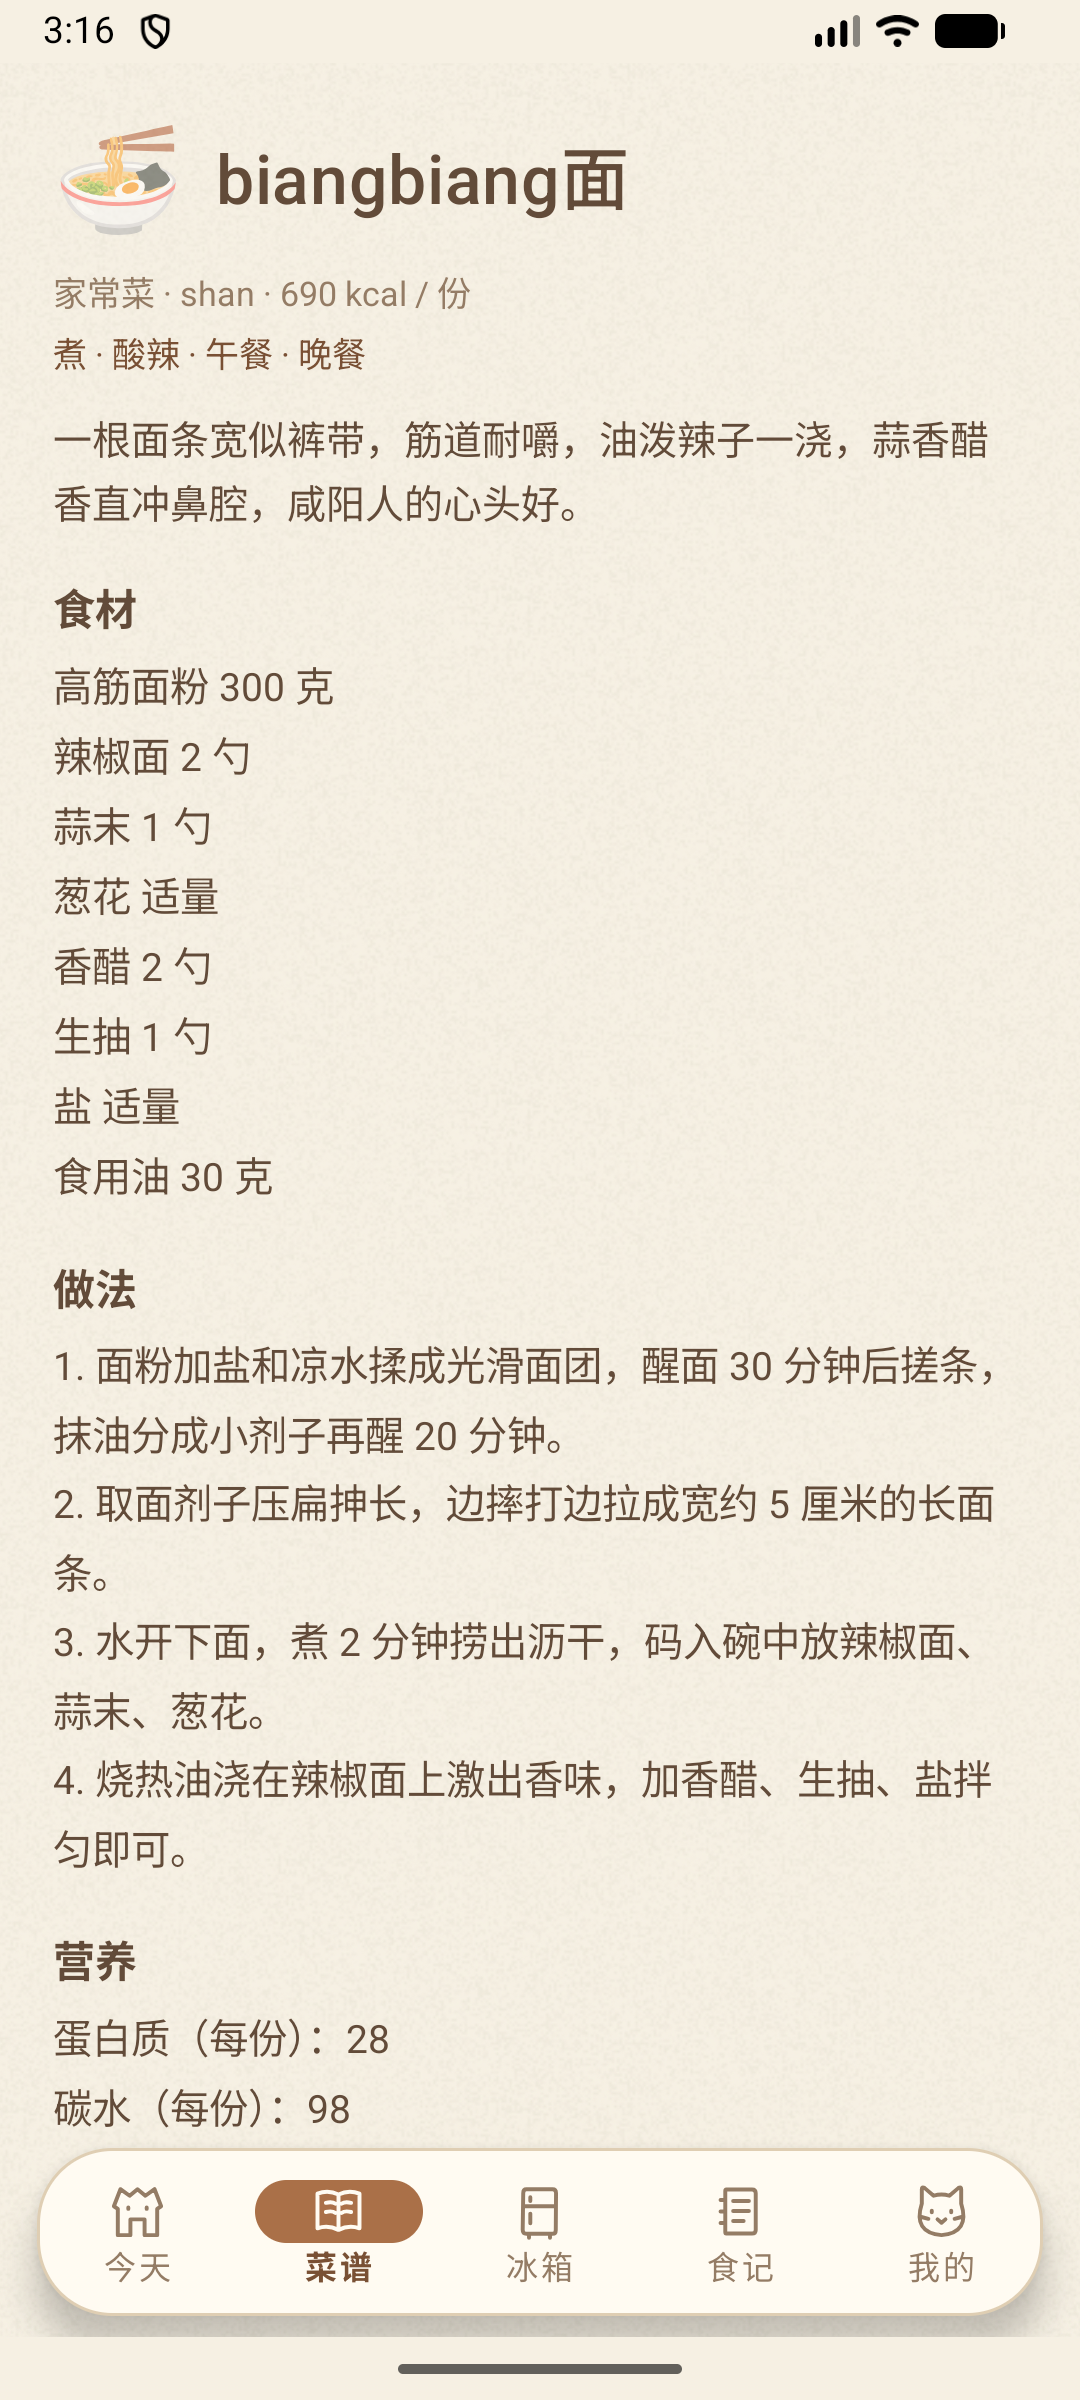 3:16
biangbiang面
家常菜 · shan · 690 kcal / 份
煮 · 酸辣 · 午餐 · 晚餐
一根面条宽似裤带，筋道耐嚼，油泼辣子一浇，蒜香醋
香直冲鼻腔，咸阳人的心头好。
食材
高筋面粉 300 克
辣椒面 2 勺
蒜末 1 勺
葱花 适量
香醋 2 勺
生抽 1 勺
盐 适量
食用油 30 克
做法
1. 面粉加盐和凉水揉成光滑面团，醒面 30 分钟后搓条，
抹油分成小剂子再醒 20 分钟。
2. 取面剂子压扁抻长，边摔打边拉成宽约 5 厘米的长面
条。
3. 水开下面，煮 2 分钟捞出沥干，码入碗中放辣椒面、
蒜末、葱花。
4. 烧热油浇在辣椒面上激出香味，加香醋、生抽、盐拌
匀即可。
营养
蛋白质（每份）：28
碳水（每份）：98
今天
菜谱
冰箱
食记
我的